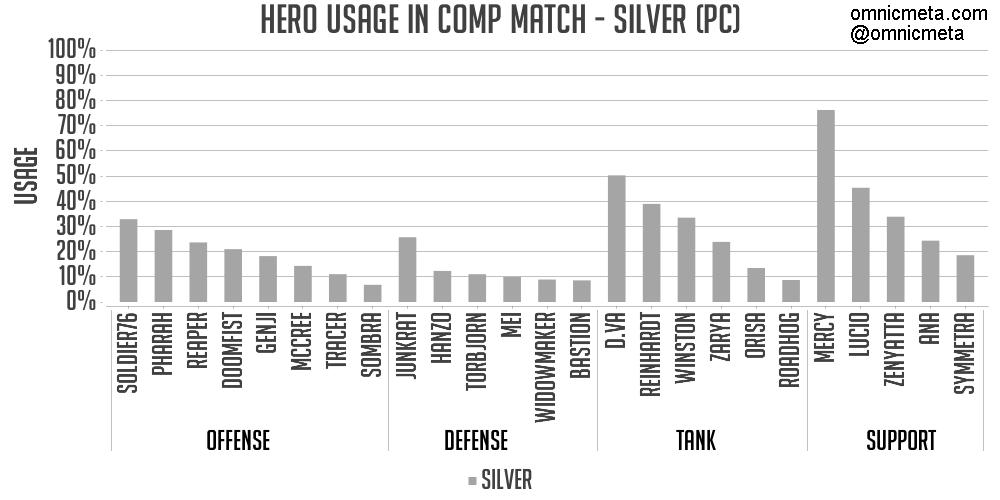 HERO USAGE IN COMP MATCH - SILVER (PC)
omnicmeta.com
@omnicmeta
100%
90%
80%
70%
60%
50%
40%
30%
20%
10%
0%
USAGE
SOLDIER76
PHARAH
REAPER
DOOMFIST
GENJI
MCCREE
TRACER
SOMBRA
JUNKRAT
HANZO
TORBJORN
MEI
WIDOWMAKER
BASTION
D.VA
REINHARDT
WINSTON
ZARYA
ORISA
ROADHOG
MERCY
LUCIO
ZENYATTA
ANA
SYMMETRA
OFFENSE
DEFENSE
TANK
SUPPORT
SILVER